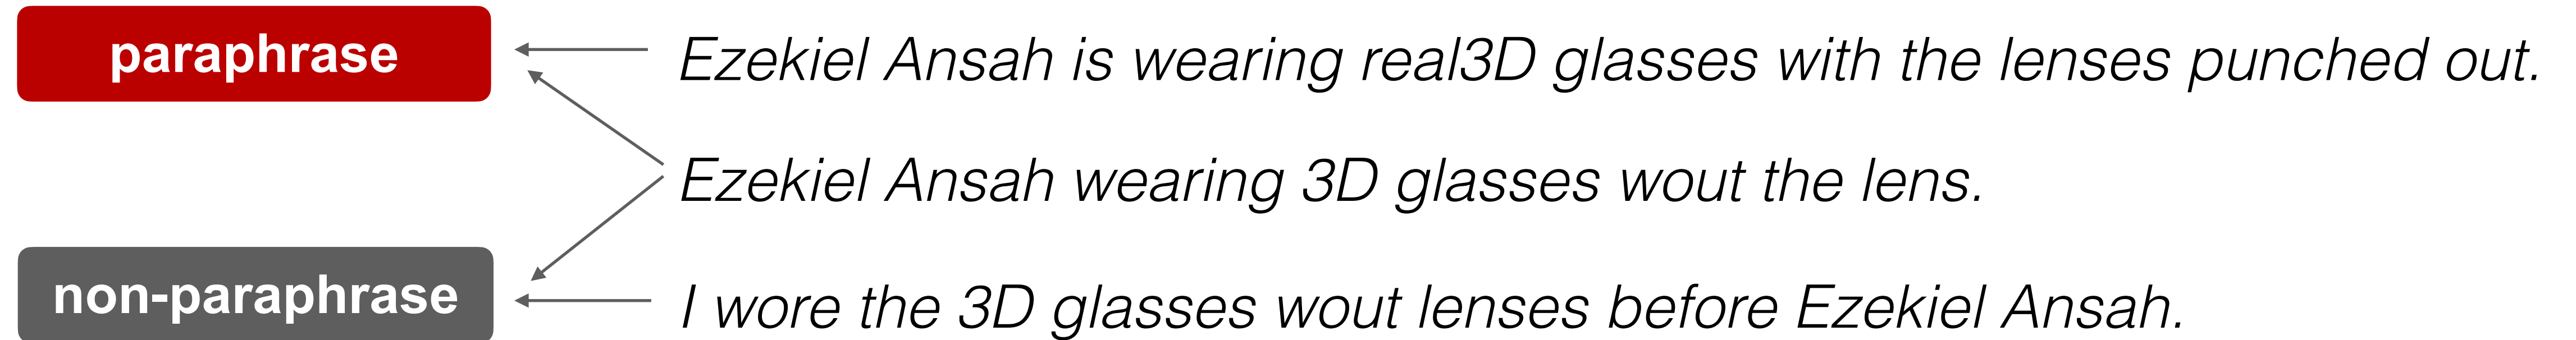 paraphrase
Ezekiel Ansah is wearing real3D glasses with the lenses punched out.
Ezekiel Ansah wearing 3D glasses wout the lens.
non-paraphrase
I wore the 3D glasses wout lenses before Ezekiel Ansah.